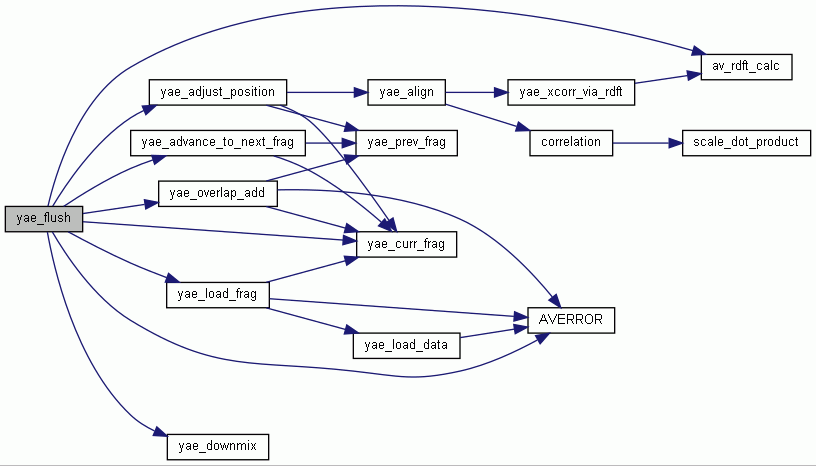 av_rdft_calc
yae_adjust_position
yae_align
yae_xcorr_via_rdft
yae_advance_to_next_frag
yae_prev_frag
correlation
scale_dot_product
yae_overlap_add
yae_flush
yae_curr_frag
yae_load_frag
AVERROR
yae_load_data
yae_downmix